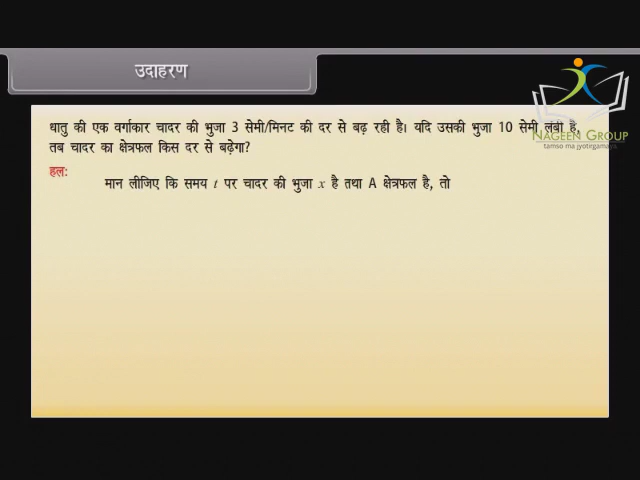 उदाहरण
धातु की एक वर्गाकार चादर की भुजा 3 सेमी/मिनट की दर से बढ़ रही है। यदि उसकी भुजा 10 सेमी लंबी है,
तब चादर का क्षेत्रफल किस दर से बढ़ेगा?
हल:
मान लीजिए कि समय t पर चादर की भुजा x है तथा A क्षेत्रफल है, तो
NAGEEN GROUP
tamso ma jyotirgamaya